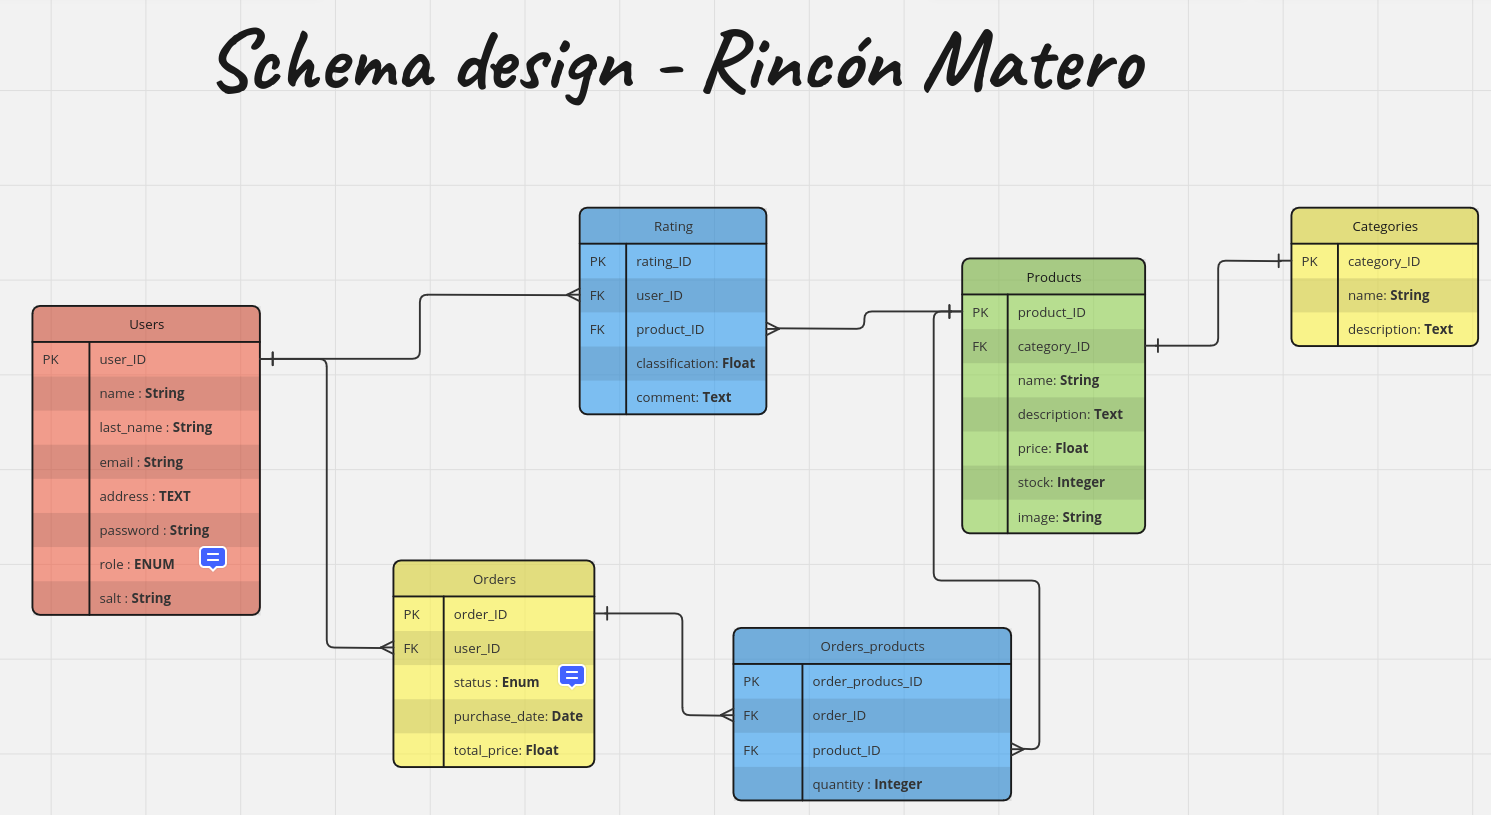 Schema design - Rincón Matero
Users
PK user_ID
name : String
last_name : String
email : String
address : TEXT
password : String
role : ENUM
salt : String
Rating
PK rating_ID
FK user_ID
FK product_ID
classification: Float
comment: Text
Products
PK product_ID
FK category_ID
name: String
description: Text
price: Float
stock: Integer
image: String
Categories
PK category_ID
name: String
description: Text
Orders
PK order_ID
FK user_ID
status : Enum
purchase_date: Date
total_price: Float
Orders_products
PK order_producs_ID
FK order_ID
FK product_ID
quantity : Integer